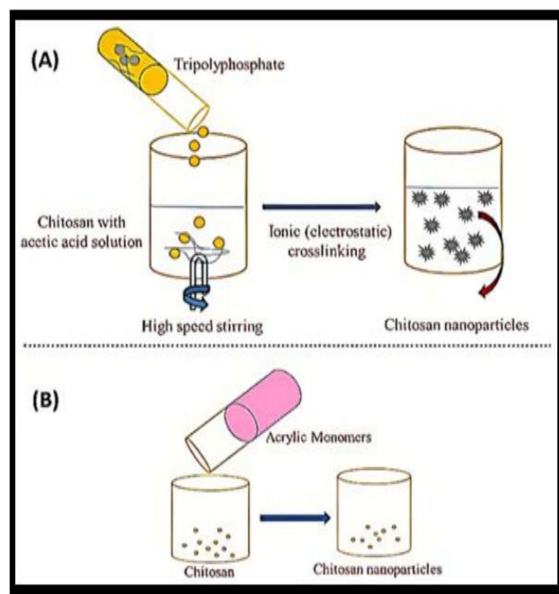 (A)
Tripolyphosphate
Chitosan with
acetic acid solution
Ionic (electrostatic)
crosslinking
High speed stirring
Chitosan nanoparticles
(B)
Acrylic Monomers
Chitosan
Chitosan nanoparticles